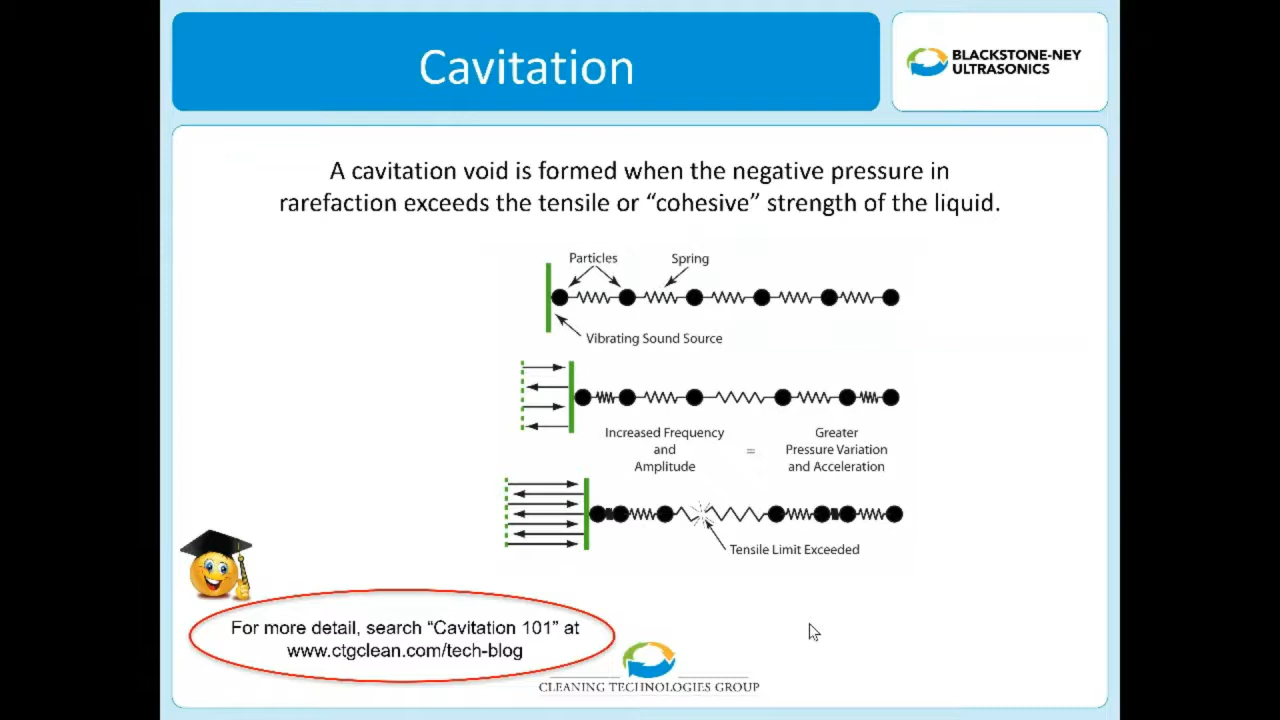 Cavitation
BLACKSTONE-NEY
ULTRASONICS
A cavitation void is formed when the negative pressure in
rarefaction exceeds the tensile or “cohesive” strength of the liquid.
Particles
Spring
Vibrating Sound Source
Increased Frequency
and
Amplitude
=
Greater
Pressure Variation
and Acceleration
Tensile Limit Exceeded
For more detail, search “Cavitation 101” at
www.ctgclean.com/tech-blog
CLEANING TECHNOLOGIES GROUP